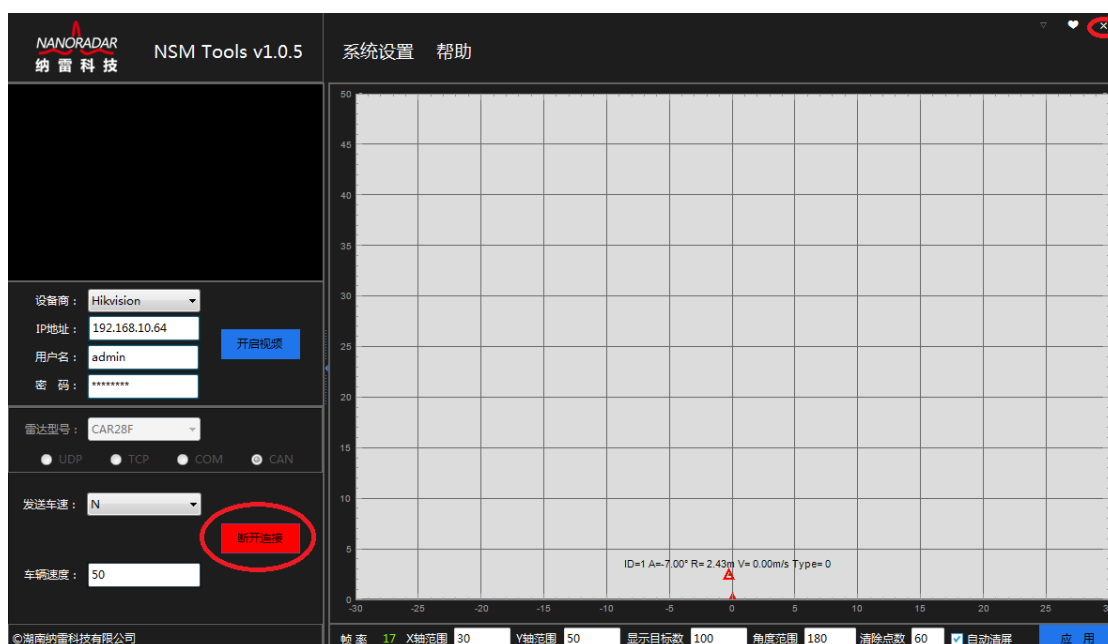 NANORADAR
纳雷科技
NSM Tools v1.0.5
系统设置 帮助
设备商： Hikvision
IP地址： 192.168.10.64
用户名： admin
密 码： ********
开启视频
雷达型号： CAR28F
UDP TCP COM CAN
发送车速： N
断开连接
车辆速度： 50
©湖南纳雷科技有限公司
50
45
40
35
30
25
20
15
10
5
0
ID=1 A=-7.00° R= 2.43m V= 0.00m/s Type= 0
-30 -25 -20 -15 -10 -5 0 5 10 15 20 25
帧 率 17 X轴范围 30 Y轴范围 50 显示目标数 100 角度范围 180 清除点数 60 自动清屏 应 用